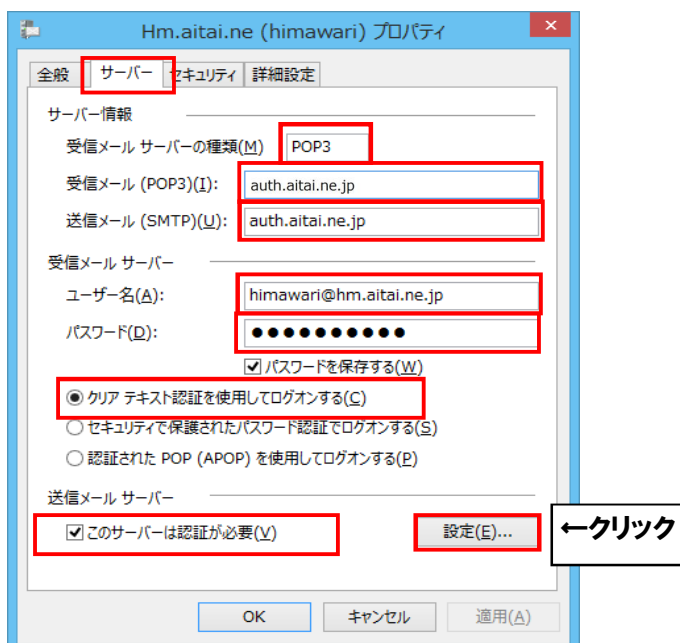 Hm.aitai.ne (himawari) プロパティ
全般 サーバー セキュリティ 詳細設定
サーバー情報
受信メール サーバーの種類(M) POP3
受信メール (POP3)(I): auth.aitai.ne.jp
送信メール (SMTP)(U): auth.aitai.ne.jp
受信メール サーバー
ユーザー名(A): himawari@hm.aitai.ne.jp
パスワード(D): ●●●●●●●●●●
パスワードを保存する(W)
クリア テキスト認証を使用してログオンする(C)
セキュリティで保護されたパスワード認証でログオンする(S)
認証された POP (APOP) を使用してログオンする(P)
送信メール サーバー
このサーバーは認証が必要(V) 設定(E)... ←クリック
OK キャンセル 適用(A)